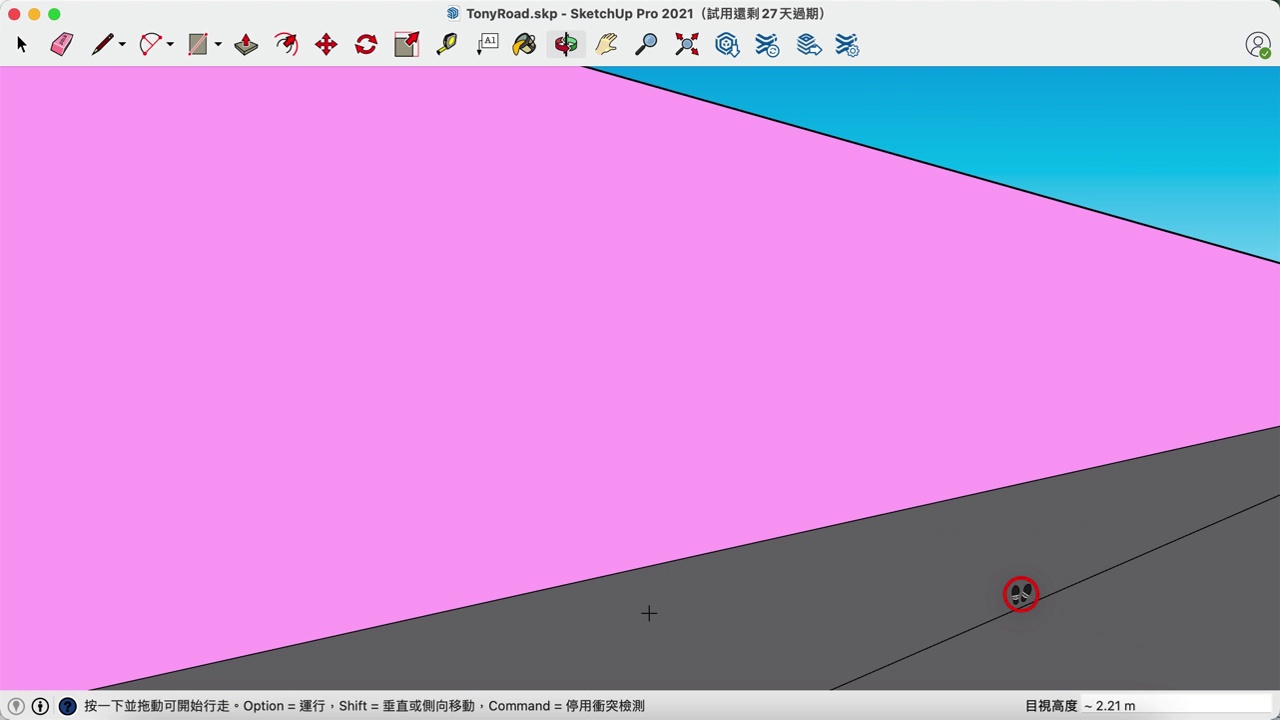 TonyRoad.skp - SketchUp Pro 2021（試用還剩 27 天過期）
A1
按一下並拖動可開始行走。Option = 運行，Shift = 垂直或側向移動，Command = 停用衝突檢測
目視高度 ~ 2.21 m